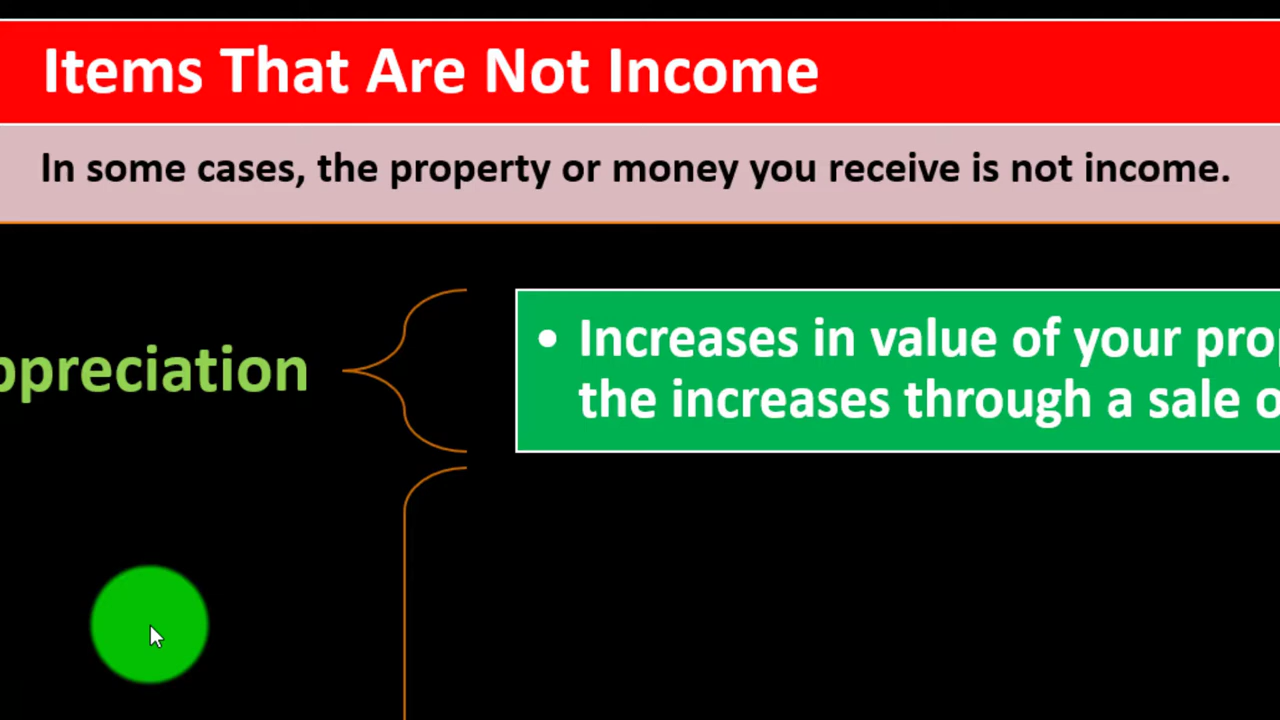 Items That Are Not Income
In some cases, the property or money you receive is not income.
ppreciation
• Increases in value of your prop
the increases through a sale o